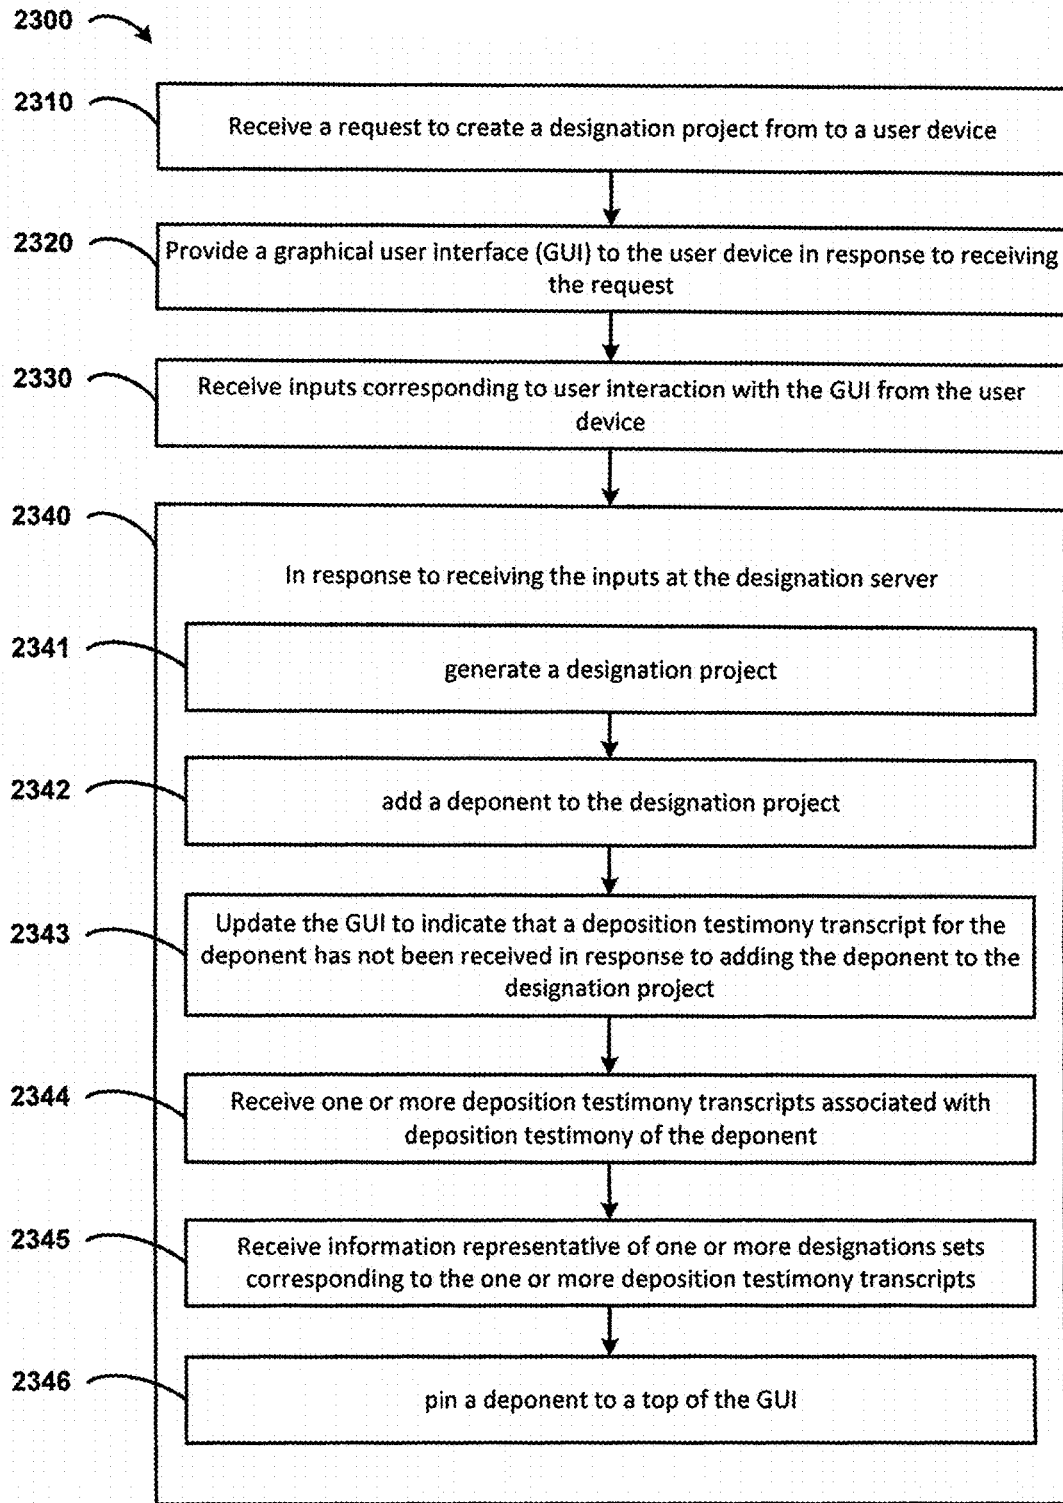 2300
2310
Receive a request to create a designation project from to a user device
2320
Provide a graphical user interface (GUI) to the user device in response to receiving
the request
2330
Receive inputs corresponding to user interaction with the GUI from the user
device
2340
In response to receiving the inputs at the designation server
2341
generate a designation project
2342
add a deponent to the designation project
2343
Update the GUI to indicate that a deposition testimony transcript for the
deponent has not been received in response to adding the deponent to the
designation project
2344
Receive one or more deposition testimony transcripts associated with
deposition testimony of the deponent
2345
Receive information representative of one or more designations sets
corresponding to the one or more deposition testimony transcripts
2346
pin a deponent to a top of the GUI